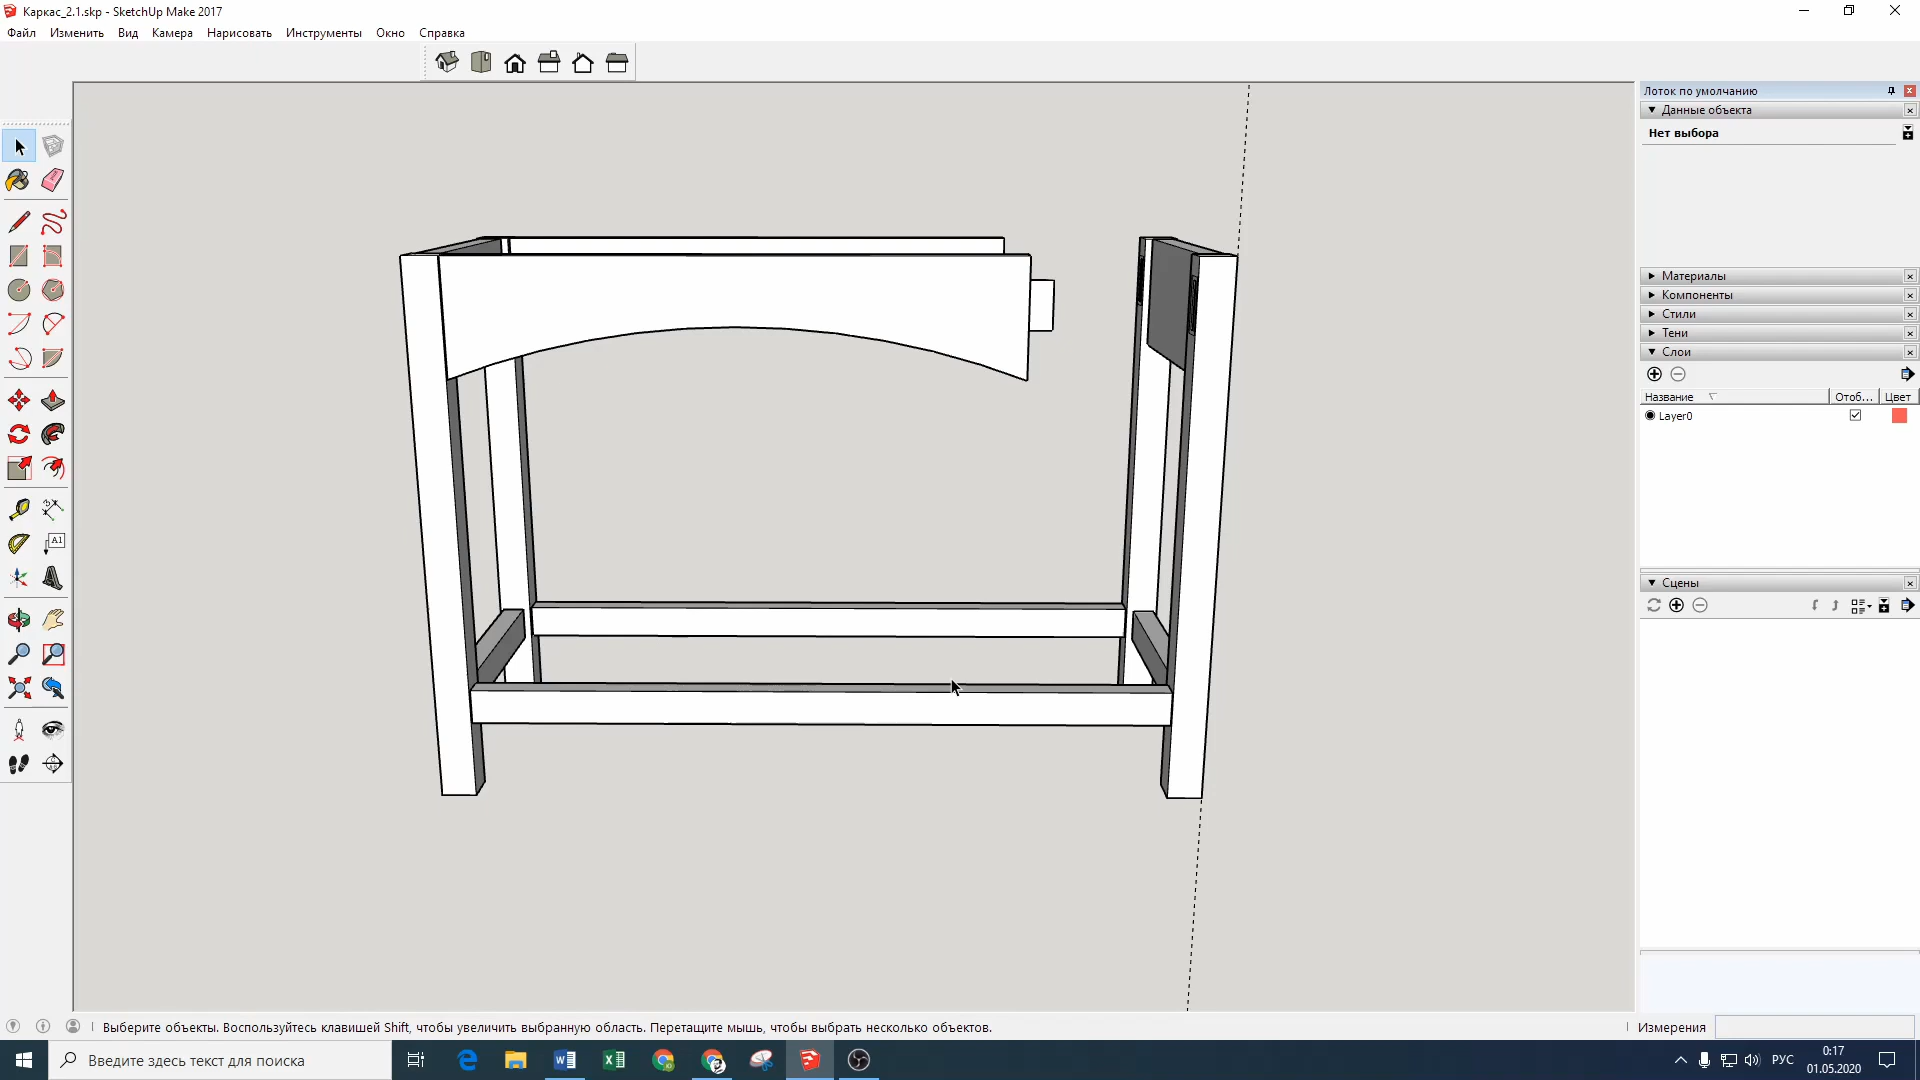 Каркас_2.1.skp - SketchUp Make 2017
Файл Изменить Вид Камера Нарисовать Инструменты Окно Справка
Лоток по умолчанию
Данные объекта
Нет выбора
Материалы
Компоненты
Стили
Тени
Слои
Название Отоб... Цвет
Layer0
A1
Сцены
Выберите объекты. Воспользуйтесь клавишей Shift, чтобы увеличить выбранную область. Перетащите мышь, чтобы выбрать несколько объектов.
Измерения
Введите здесь текст для поиска
РУС
0:17
01.05.2020